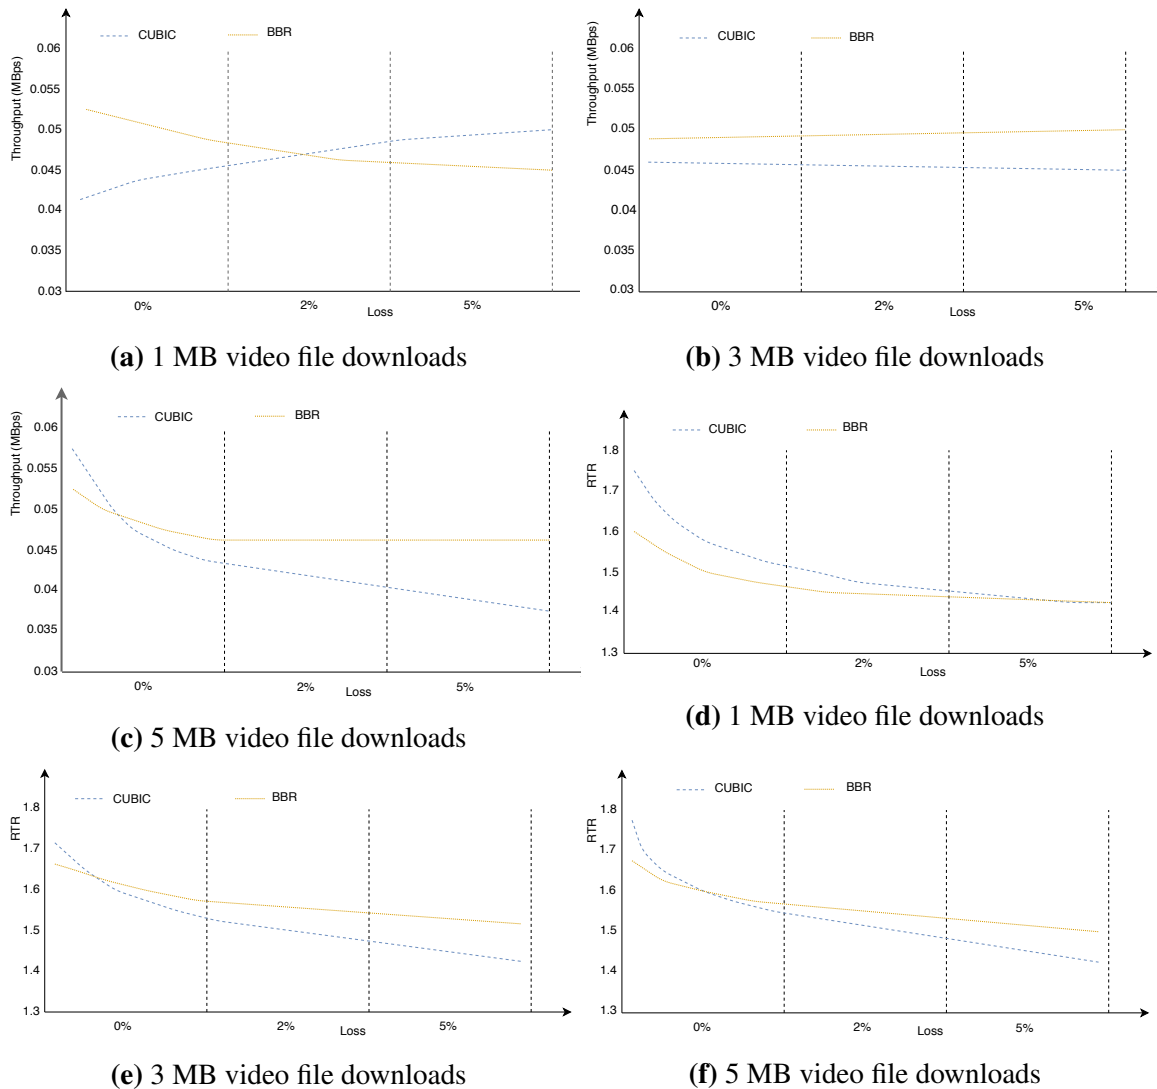 CUBIC BBR
Throughput (MBps)
0.06
0.055
0.05
0.045
0.04
0.035
0.03
0% 2% 5%
Loss
(a) 1 MB video file downloads
CUBIC BBR
Throughput (MBps)
0.06
0.055
0.05
0.045
0.04
0.035
0.03
0% 2% 5%
Loss
(b) 3 MB video file downloads
CUBIC BBR
Throughput (MBps)
0.06
0.055
0.05
0.045
0.04
0.035
0.03
0% 2% 5%
Loss
(c) 5 MB video file downloads
CUBIC BBR
RTR
1.8
1.7
1.6
1.5
1.4
1.3
0% 2% 5%
Loss
(d) 1 MB video file downloads
CUBIC BBR
RTR
1.8
1.7
1.6
1.5
1.4
1.3
0% 2% 5%
Loss
(e) 3 MB video file downloads
CUBIC BBR
RTR
1.8
1.7
1.6
1.5
1.4
1.3
0% 2% 5%
Loss
(f) 5 MB video file downloads